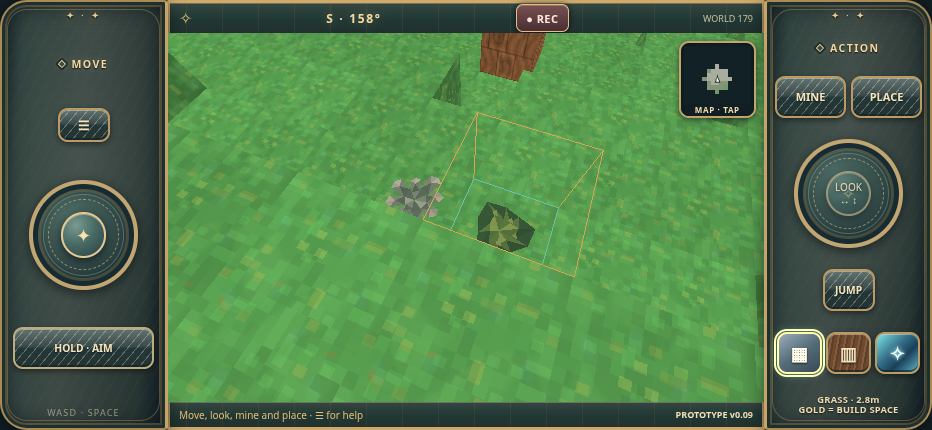 MOVE
HOLD · AIM
WASD · SPACE
S · 158°
● REC
WORLD 179
MAP · TAP
Move, look, mine and place · ☰ for help
PROTOTYPE v0.09
ACTION
MINE
PLACE
LOOK
JUMP
GRASS · 2.8m
GOLD = BUILD SPACE